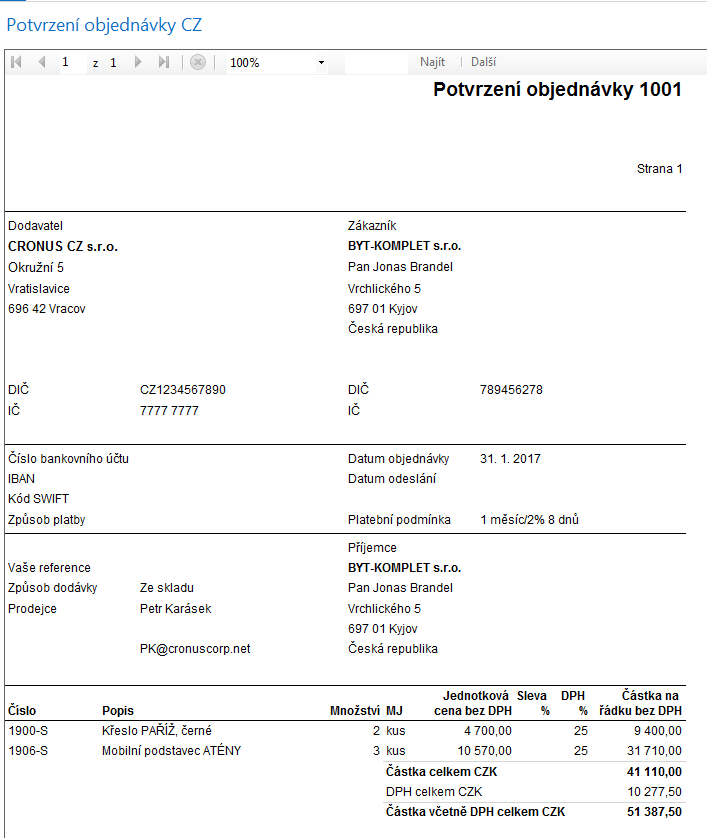 Potvrzení objednávky CZ
1 z 1 100% Najít Další
Potvrzení objednávky 1001
Strana 1
Dodavatel Zákazník
CRONUS CZ s.r.o. BYT-KOMPLET s.r.o.
Okružní 5 Pan Jonas Brandel
Vratislavice Vrchlického 5
696 42 Vracov 697 01 Kyjov
Česká republika
DIČ CZ1234567890 DIČ 789456278
IČ 7777 7777 IČ
Číslo bankovního účtu Datum objednávky 31. 1. 2017
IBAN Datum odeslání
Kód SWIFT
Způsob platby Platební podmínka 1 měsíc/2% 8 dnů
Příjemce
Vaše reference BYT-KOMPLET s.r.o.
Způsob dodávky Ze skladu Pan Jonas Brandel
Prodejce Petr Karásek Vrchlického 5
697 01 Kyjov
PK@cronuscorp.net Česká republika
Jednotková Sleva DPH Částka na
Číslo Popis Množství MJ cena bez DPH % % řádku bez DPH
1900-S Křeslo PAŘÍŽ, černé 2 kus 4 700,00 25 9 400,00
1906-S Mobilní podstavec ATÉNY 3 kus 10 570,00 25 31 710,00
Částka celkem CZK 41 110,00
DPH celkem CZK 10 277,50
Částka včetně DPH celkem CZK 51 387,50